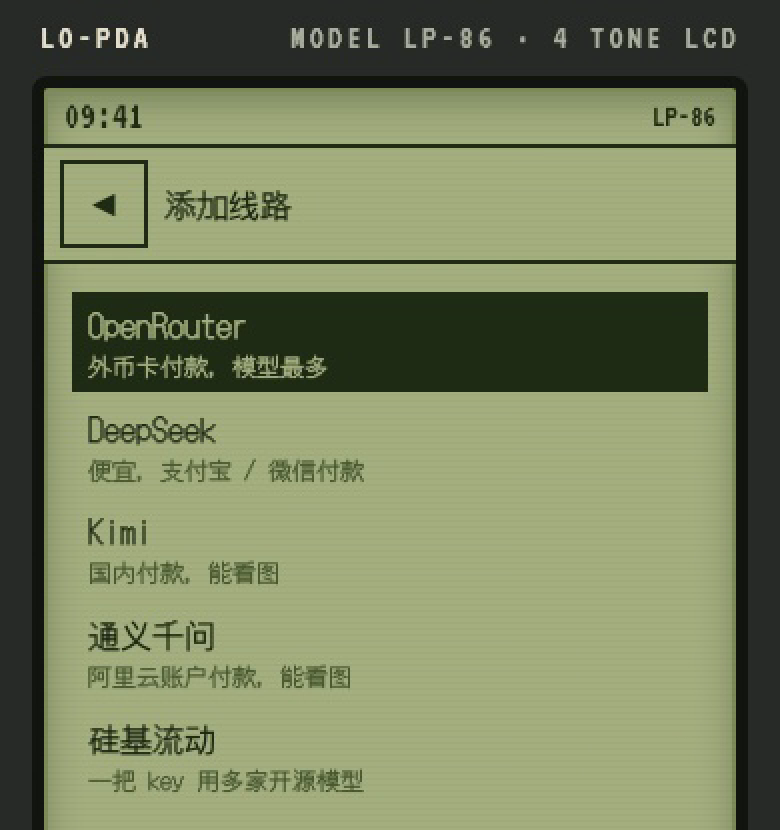 LO-PDA MODEL LP-86 · 4 TONE LCD
09:41 LP-86
◀ 添加线路
OpenRouter
外币卡付款, 模型最多
DeepSeek
便宜, 支付宝 / 微信付款
Kimi
国内付款, 能看图
通义千问
阿里云账户付款, 能看图
硅基流动
一把 key 用多家开源模型